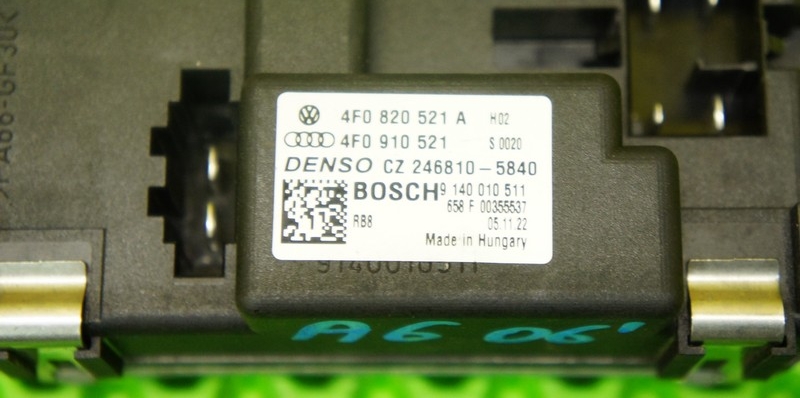 4F0 820 521 A H02
4F0 910 521 S 0020
DENSO CZ 246810-5840
BOSCH 9 140 010 511
658 F 00355537
RB8 05.11.22
Made in Hungary
9140010511
A6 06'